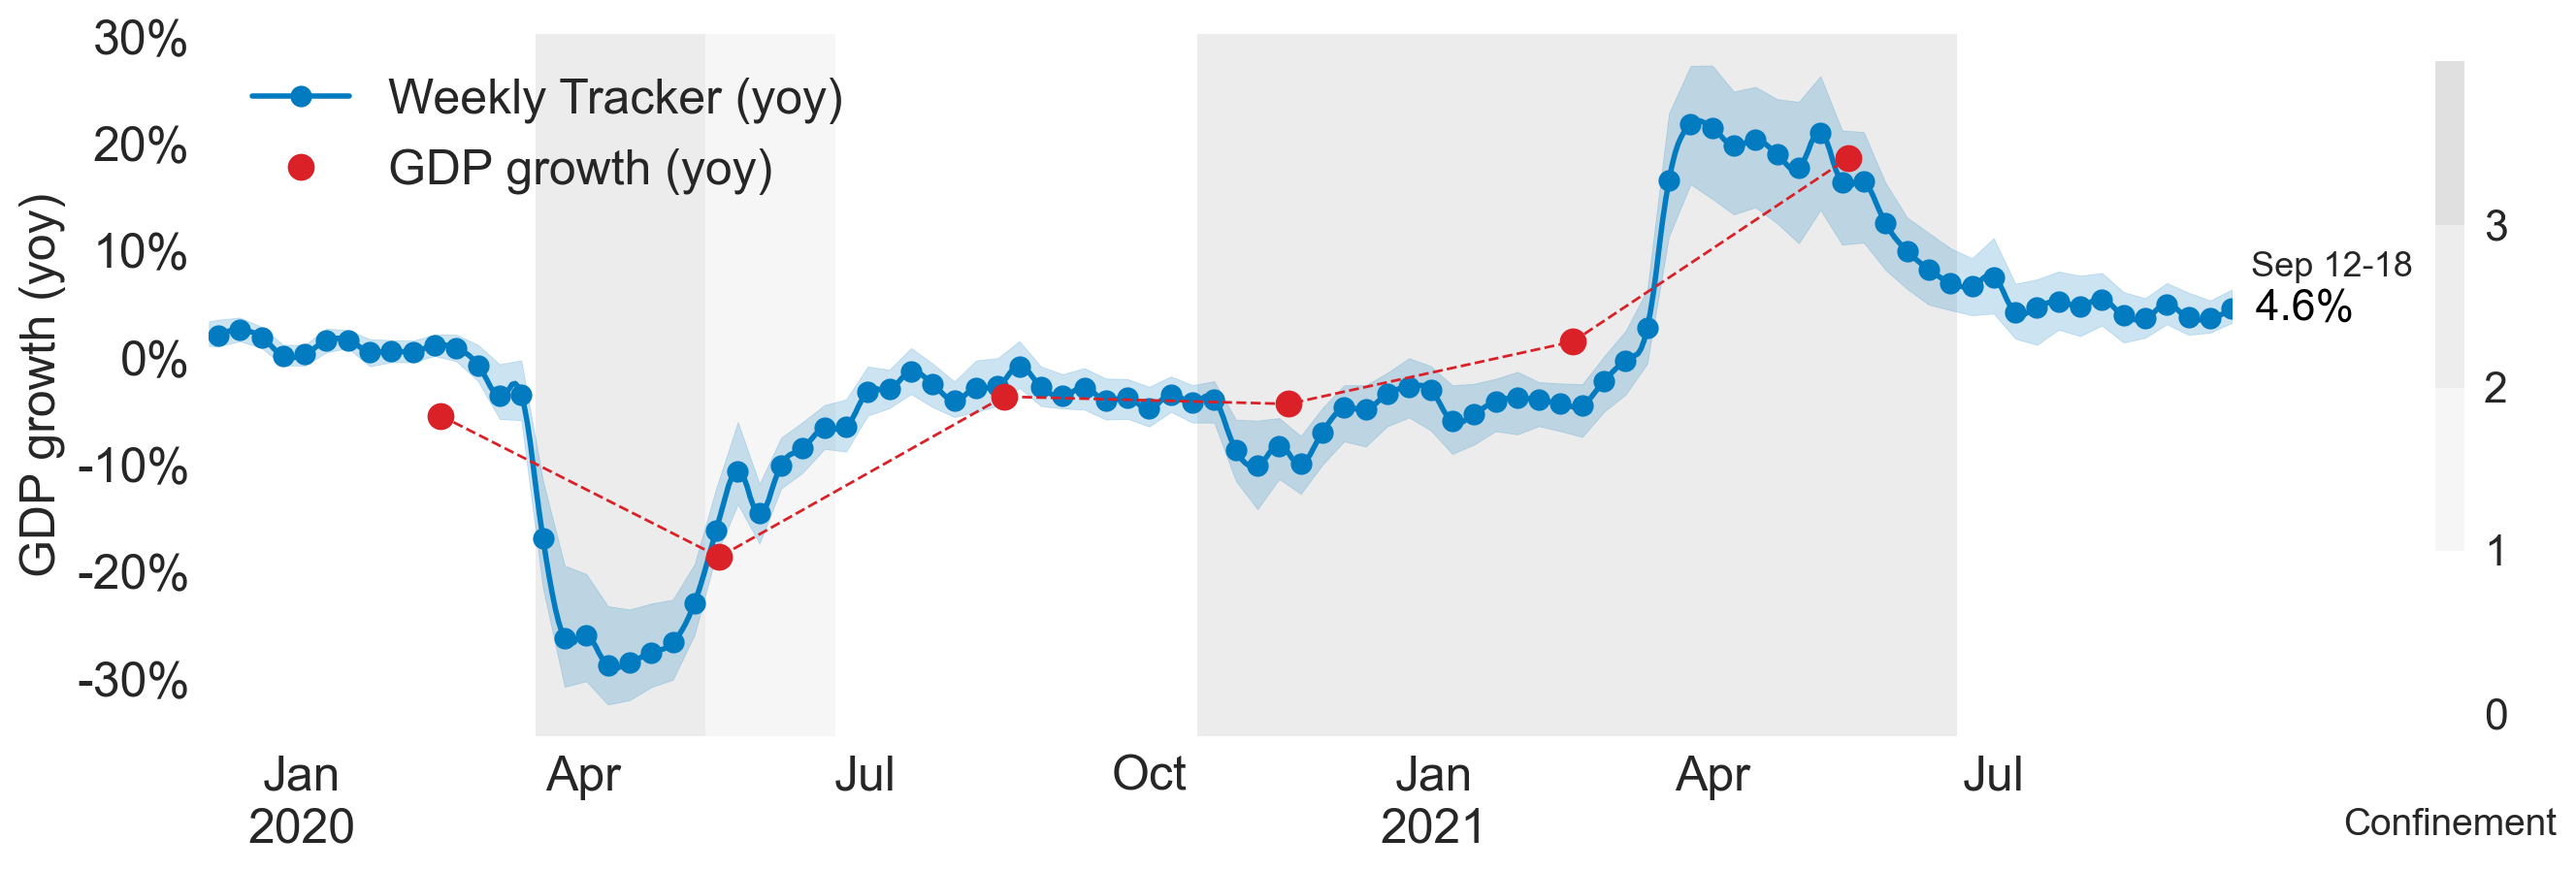 30%
20%
10%
0%
-10%
-20%
-30%
GDP growth (yoy)
Weekly Tracker (yoy)
GDP growth (yoy)
Sep 12-18
4.6%
3
2
1
0
Jan
2020
Apr
Jul
Oct
Jan
2021
Apr
Jul
Confinement